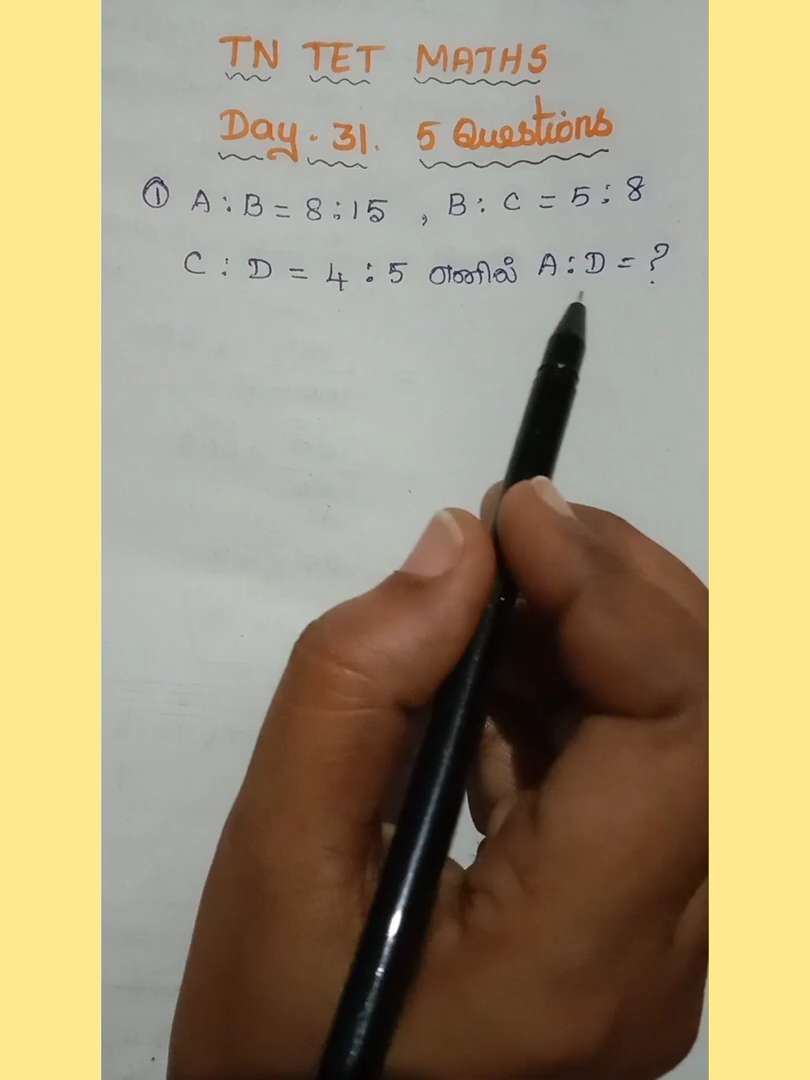 TN TET MATHS
Day. 31. 5 Questions
① A : B = 8 : 15 , B : C = 5 : 8
C : D = 4 : 5 எனில் A : D = ?